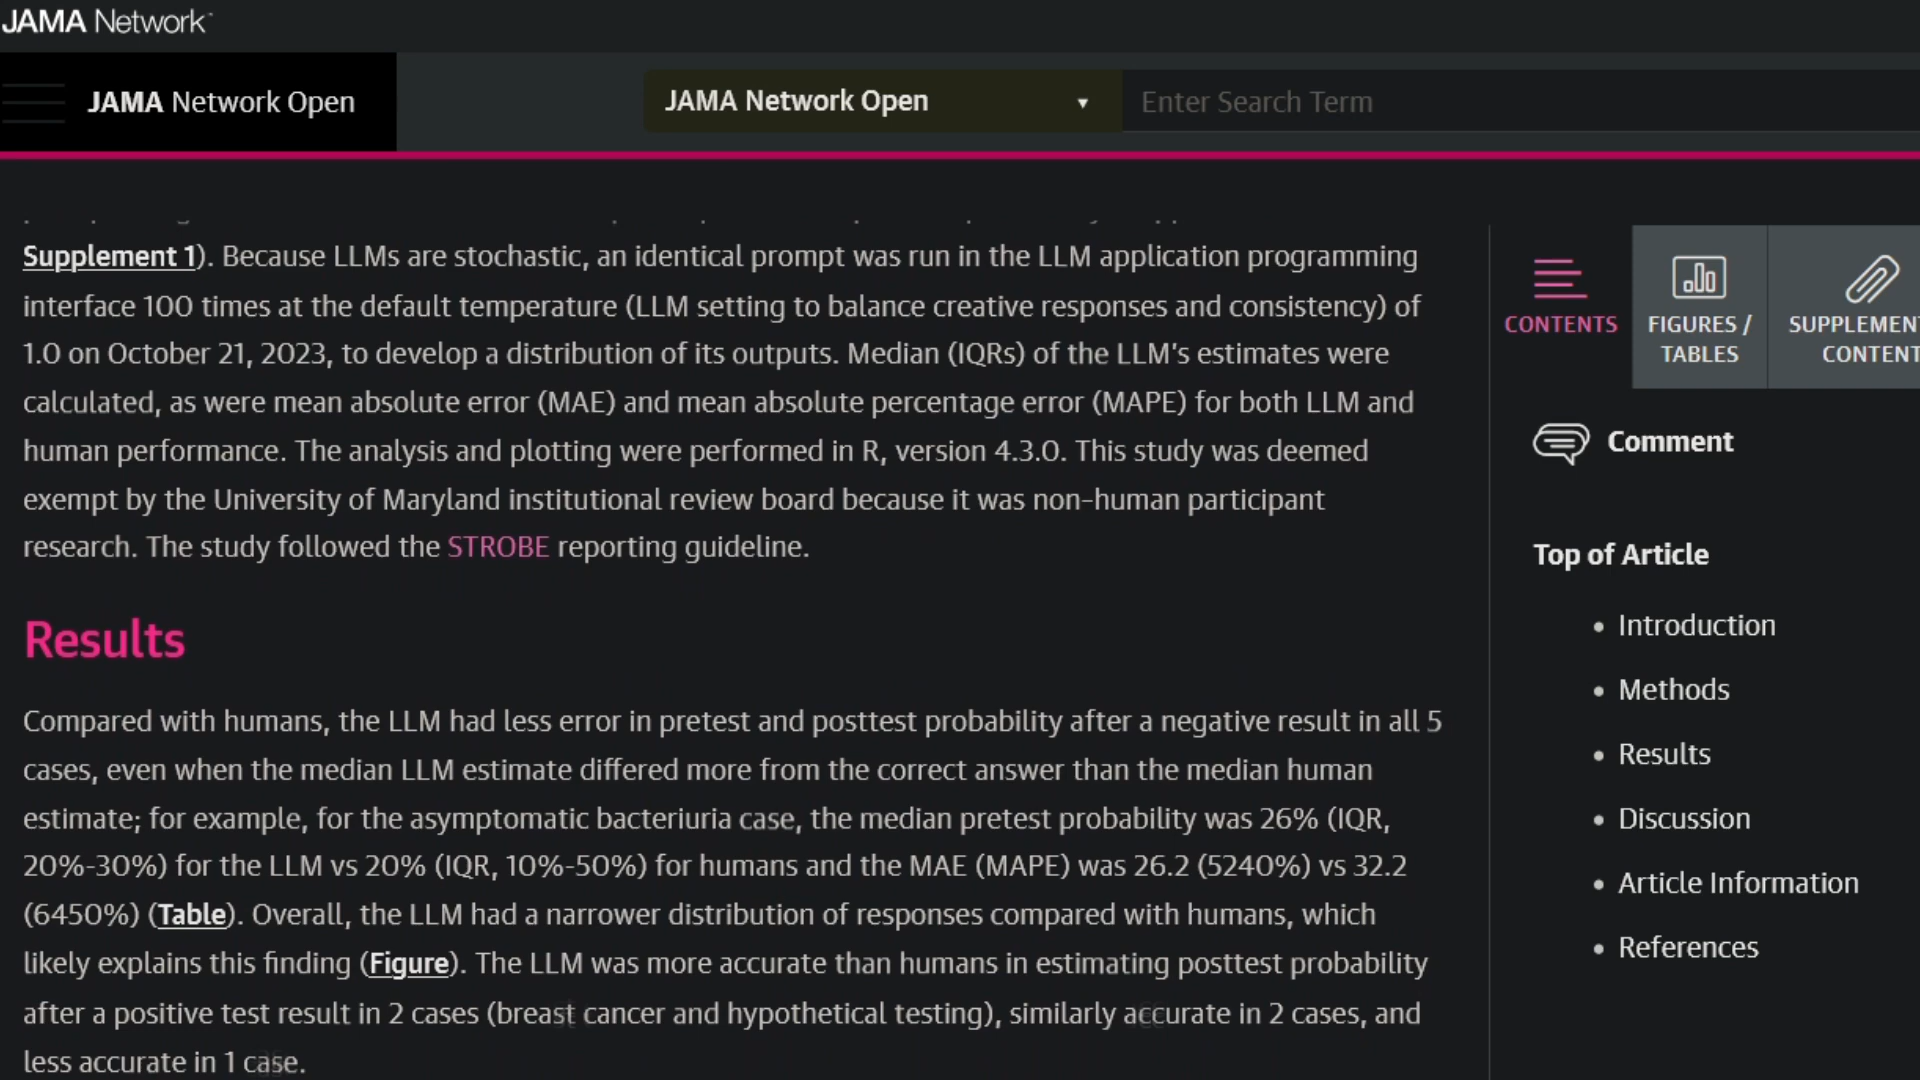 JAMA Network
JAMA Network Open
JAMA Network Open
Enter Search Term
Supplement 1). Because LLMs are stochastic, an identical prompt was run in the LLM application programming
interface 100 times at the default temperature (LLM setting to balance creative responses and consistency) of
1.0 on October 21, 2023, to develop a distribution of its outputs. Median (IQRs) of the LLM's estimates were
calculated, as were mean absolute error (MAE) and mean absolute percentage error (MAPE) for both LLM and
human performance. The analysis and plotting were performed in R, version 4.3.0. This study was deemed
exempt by the University of Maryland institutional review board because it was non-human participant
research. The study followed the STROBE reporting guideline.
Results
Compared with humans, the LLM had less error in pretest and posttest probability after a negative result in all 5
cases, even when the median LLM estimate differed more from the correct answer than the median human
estimate; for example, for the asymptomatic bacteriuria case, the median pretest probability was 26% (IQR,
20%-30%) for the LLM vs 20% (IQR, 10%-50%) for humans and the MAE (MAPE) was 26.2 (5240%) vs 32.2
(6450%) (Table). Overall, the LLM had a narrower distribution of responses compared with humans, which
likely explains this finding (Figure). The LLM was more accurate than humans in estimating posttest probability
after a positive test result in 2 cases (breast cancer and hypothetical testing), similarly accurate in 2 cases, and
less accurate in 1 case.
CONTENTS
FIGURES /
TABLES
SUPPLEMENT
CONTENT
Comment
Top of Article
• Introduction
• Methods
• Results
• Discussion
• Article Information
• References